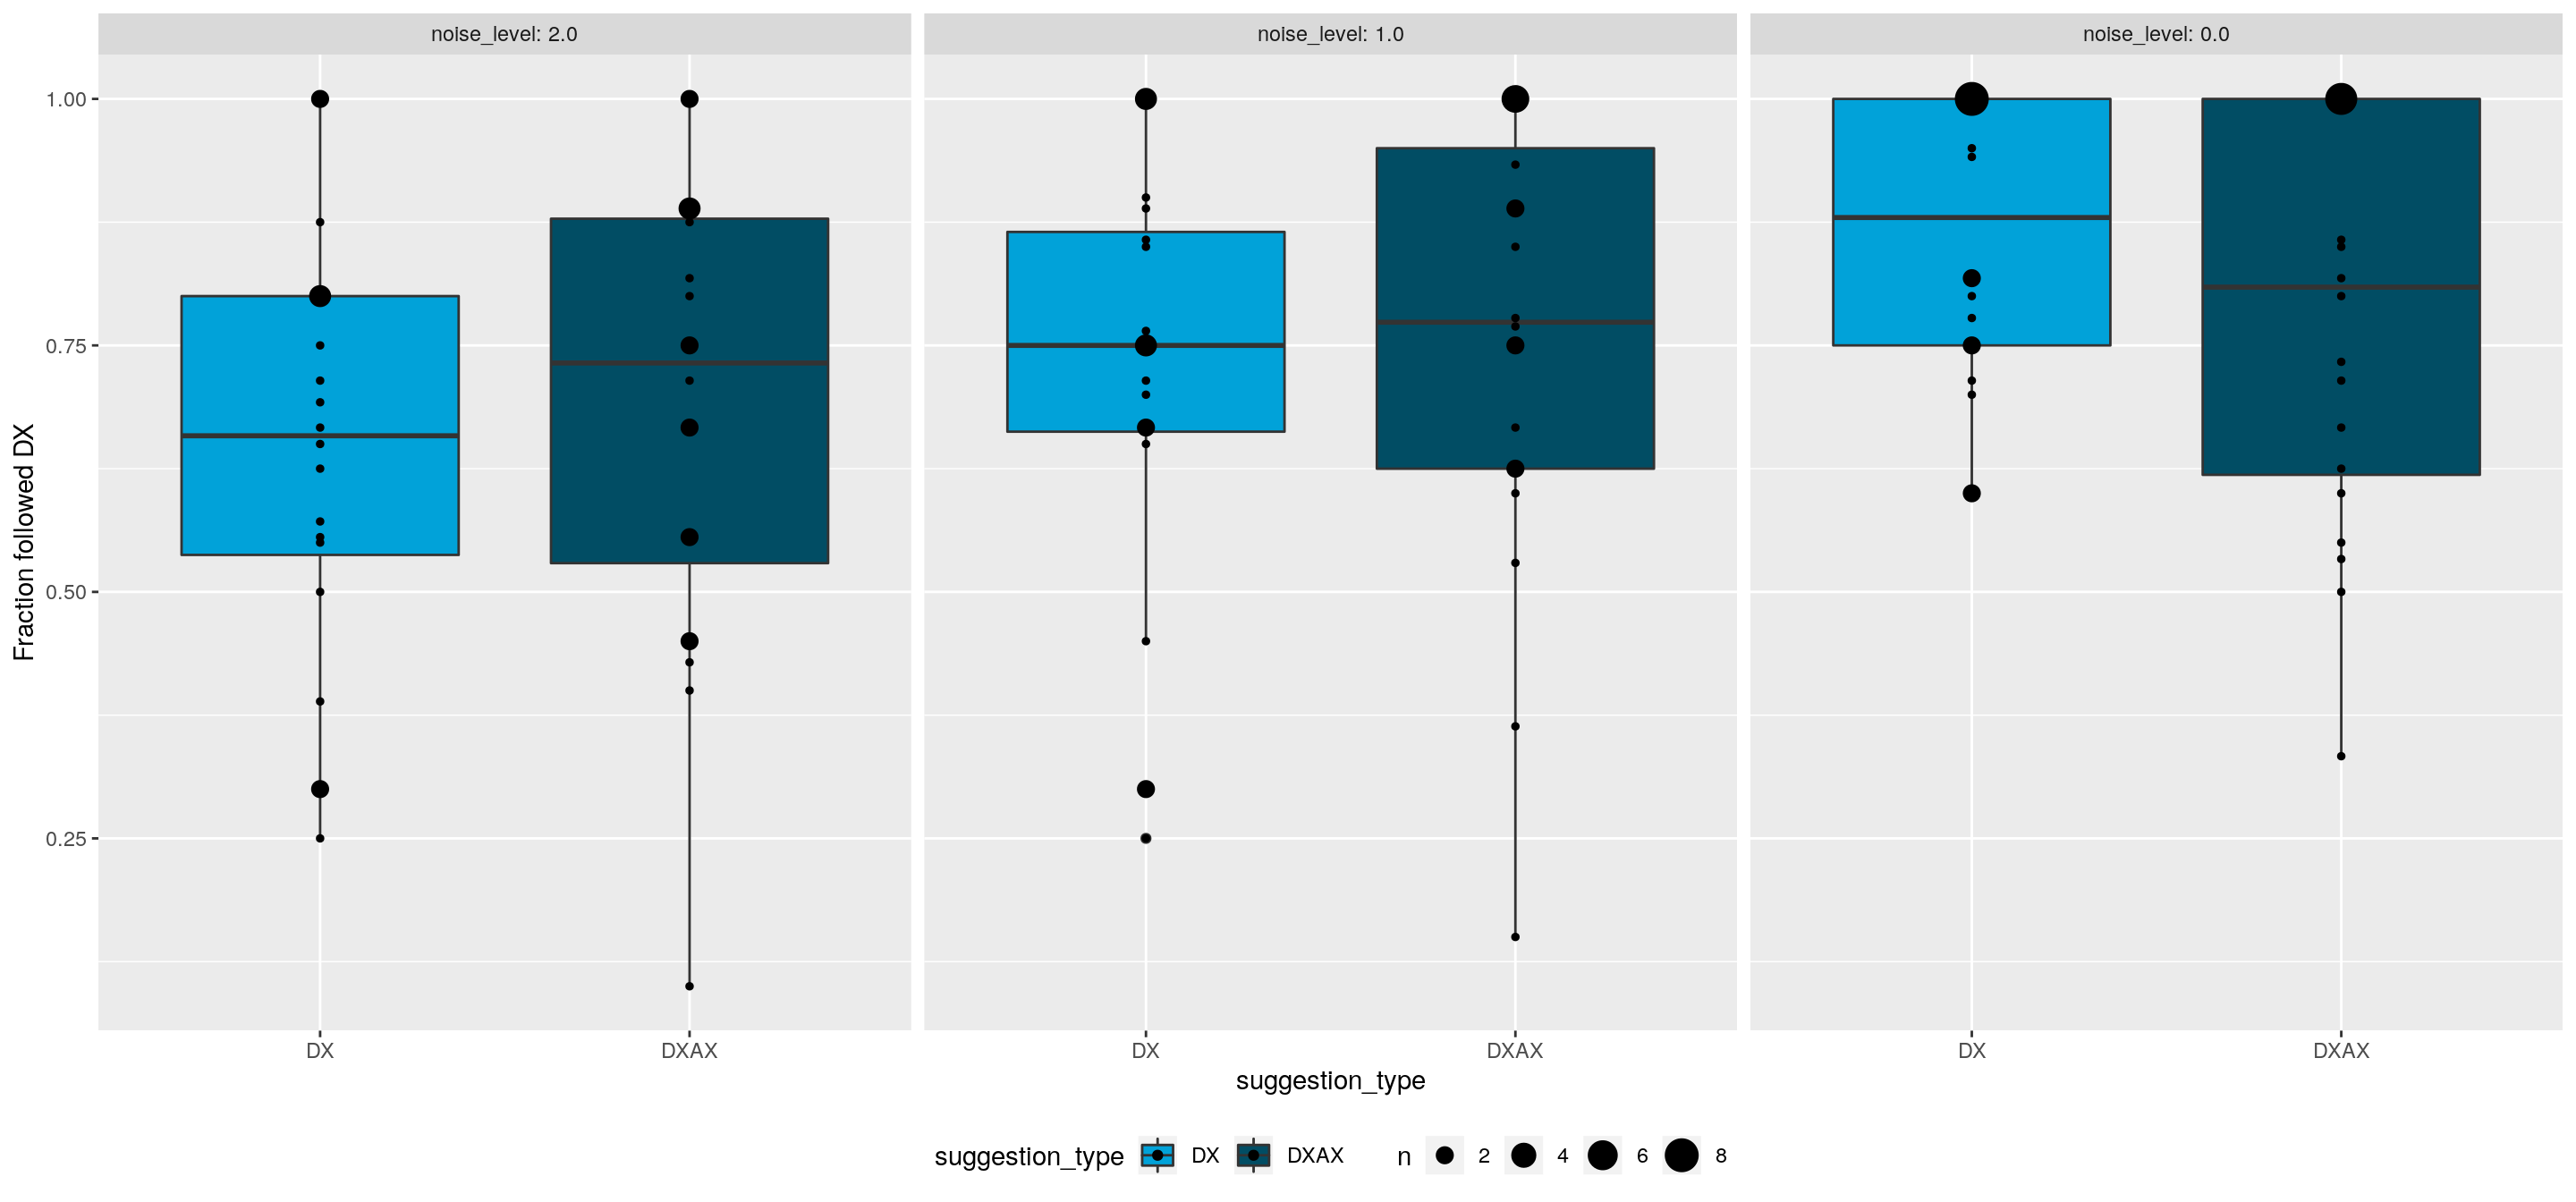 noise_level: 2.0 noise_level: 1.0 noise_level: 0.0
Fraction followed DX
1.00
0.75
0.50
0.25
DX DXAX DX DXAX DX DXAX
suggestion_type
suggestion_type DX DXAX n 2 4 6 8